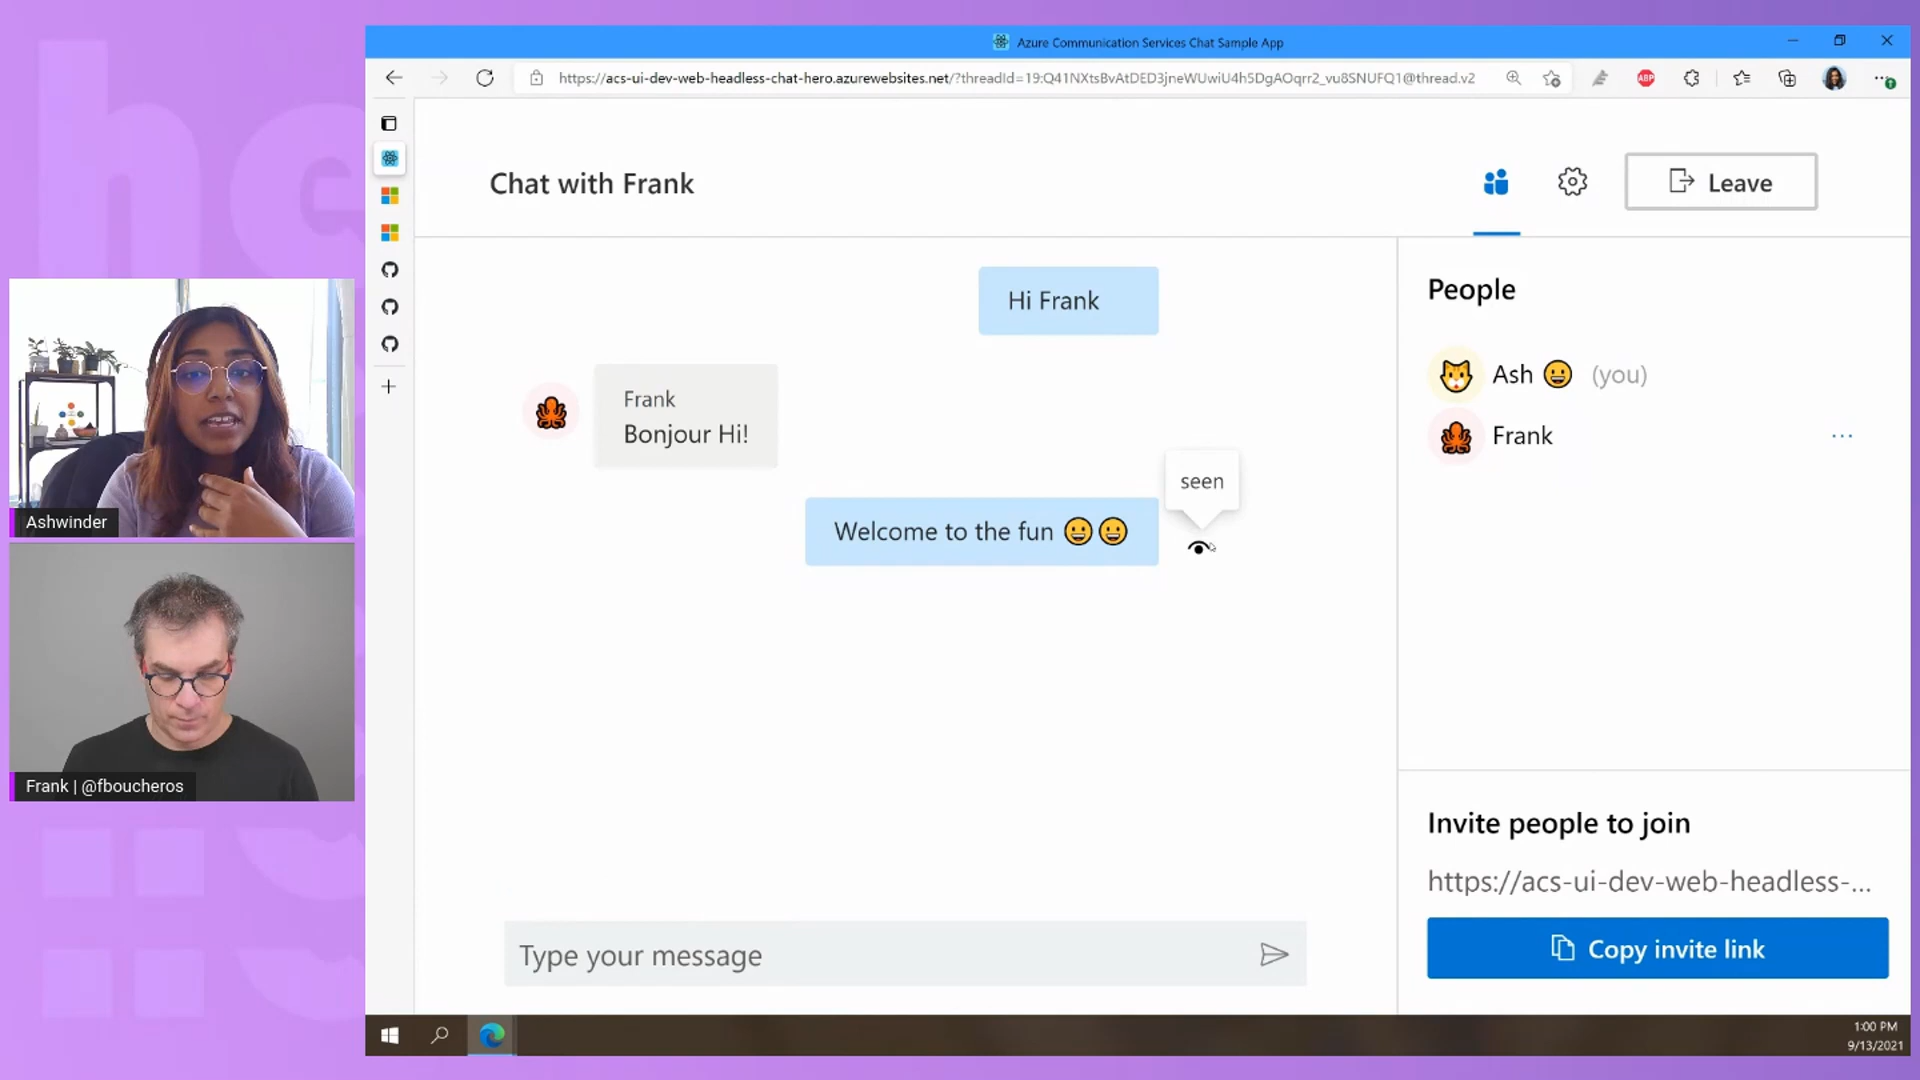 Azure Communication Services Chat Sample App
https://acs-ui-dev-web-headless-chat-hero.azurewebsites.net/?threadId=19:Q41NXtsBvAtDED3jneWUwiU4h5DgAOqrr2_vu8SNUFQ1@thread.v2
ABP
Chat with Frank
Leave
Hi Frank
Frank
Bonjour Hi!
seen
Welcome to the fun 😀😀
People
Ash 😀 (you)
Frank
Invite people to join
https://acs-ui-dev-web-headless-...
Copy invite link
Type your message
Ashwinder
Frank | @fboucheros
1:00 PM
9/13/2021